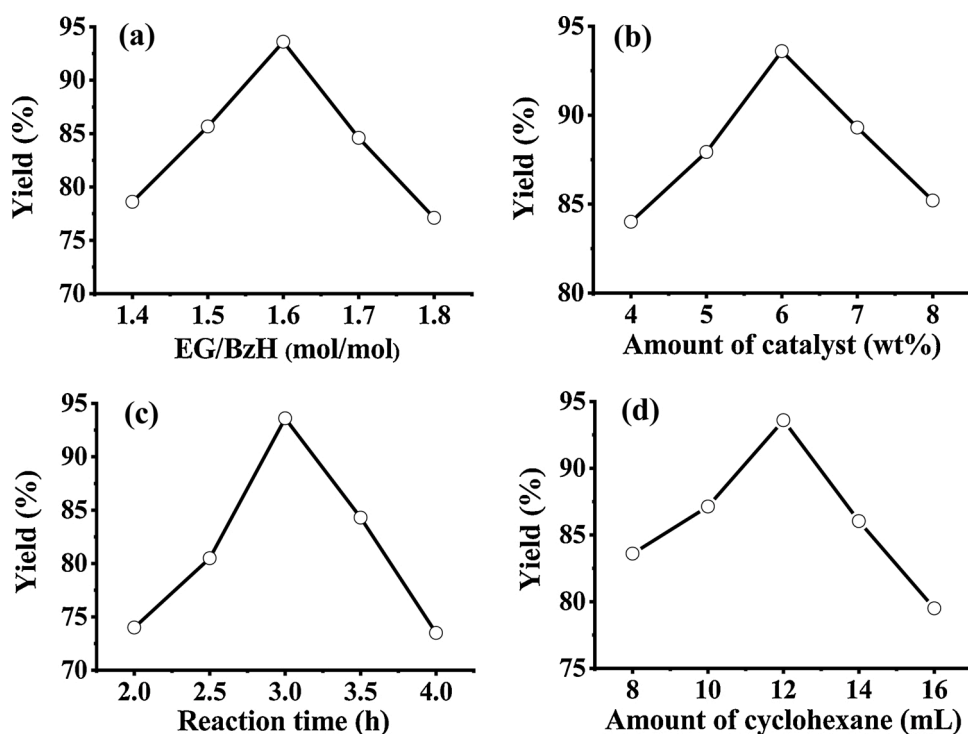 (a)
95
90
85
80
75
70
Yield (%)
1.4 1.5 1.6 1.7 1.8
EG/BzH (mol/mol)
(b)
95
90
85
80
Yield (%)
4 5 6 7 8
Amount of catalyst (wt%)
(c)
95
90
85
80
75
70
Yield (%)
2.0 2.5 3.0 3.5 4.0
Reaction time (h)
(d)
95
90
85
80
75
Yield (%)
8 10 12 14 16
Amount of cyclohexane (mL)